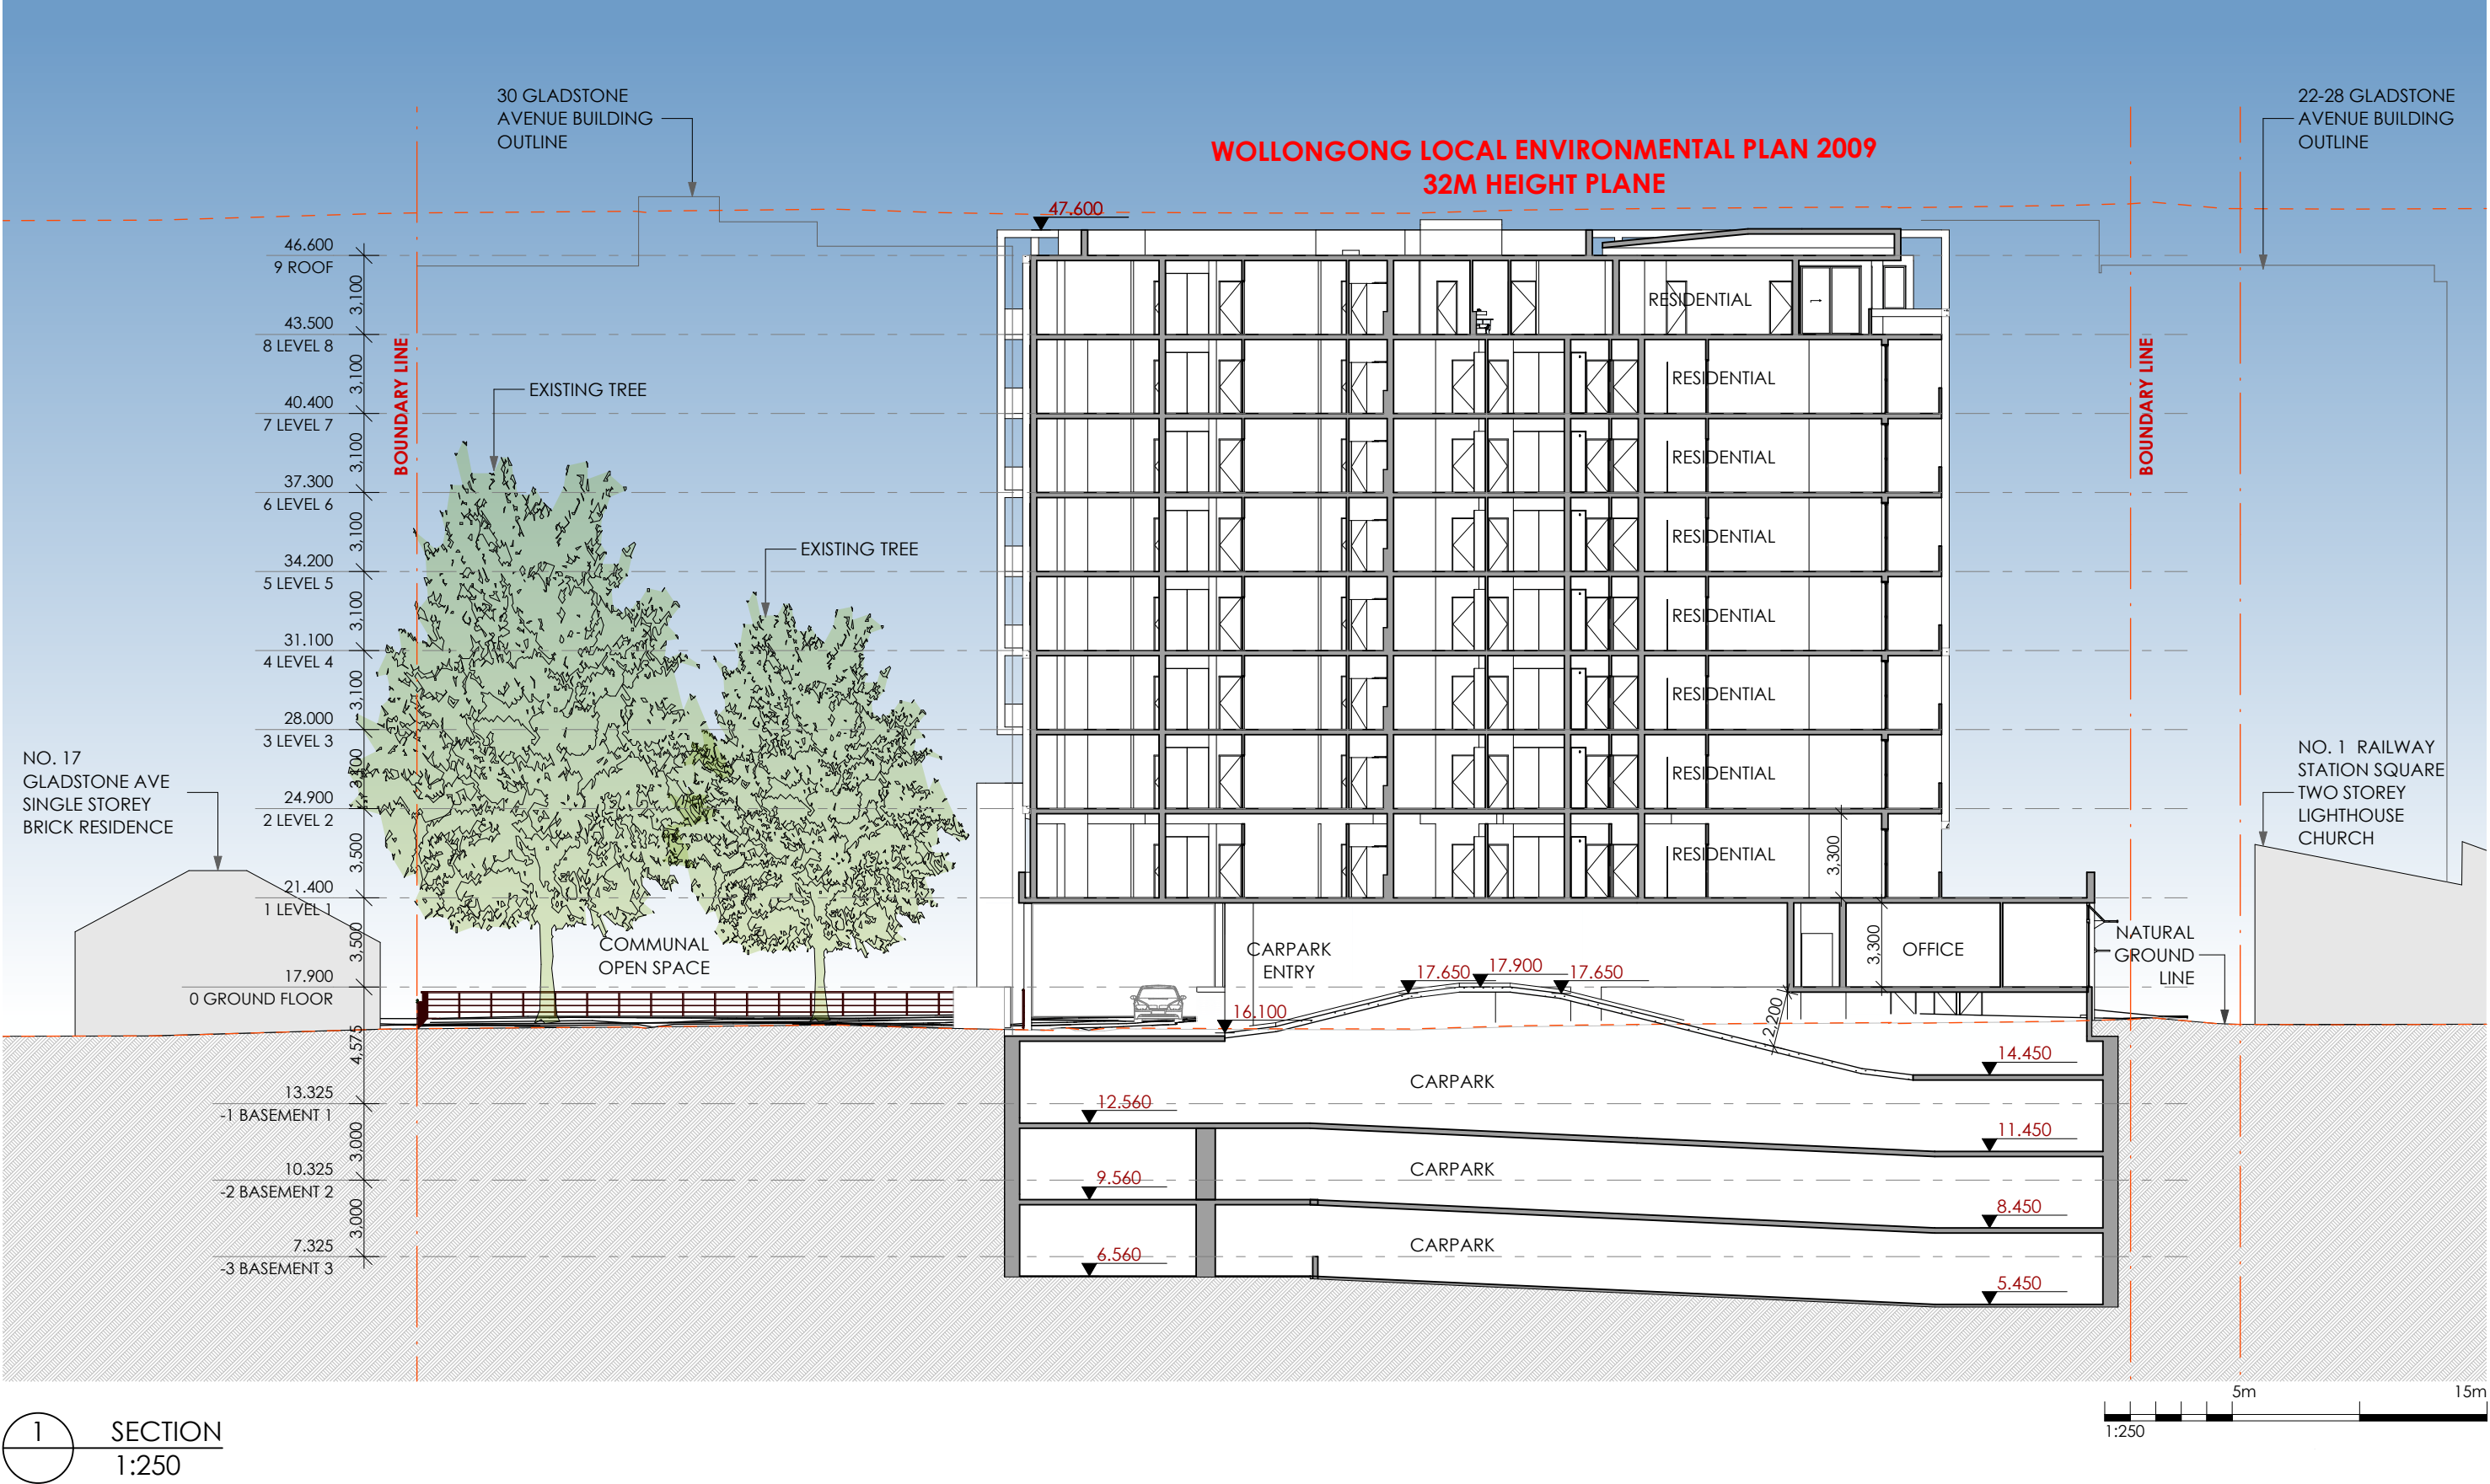 30 GLADSTONE
AVENUE BUILDING
OUTLINE
22-28 GLADSTONE
AVENUE BUILDING
OUTLINE
WOLLONGONG LOCAL ENVIRONMENTAL PLAN 2009
32M HEIGHT PLANE
47.600
46.600
9 ROOF
3,100
RESIDENTIAL
43.500
8 LEVEL 8
BOUNDARY LINE
BOUNDARY LINE
3,100
EXISTING TREE
RESIDENTIAL
40.400
7 LEVEL 7
3,100
RESIDENTIAL
37.300
6 LEVEL 6
3,100
EXISTING TREE
RESIDENTIAL
34.200
5 LEVEL 5
3,100
RESIDENTIAL
31.100
4 LEVEL 4
3,100
RESIDENTIAL
28.000
3 LEVEL 3
3,100
RESIDENTIAL
NO. 17
GLADSTONE AVE
SINGLE STOREY
BRICK RESIDENCE
NO. 1 RAILWAY
STATION SQUARE
TWO STOREY
LIGHTHOUSE
CHURCH
24.900
2 LEVEL 2
3,500
RESIDENTIAL
3,300
21.400
1 LEVEL 1
3,500
COMMUNAL
OPEN SPACE
CARPARK
ENTRY
3,300
OFFICE
NATURAL
GROUND
LINE
17.650
17.900
17.650
17.900
0 GROUND FLOOR
16.100
2,200
4,575
14.450
CARPARK
13.325
-1 BASEMENT 1
12.560
11.450
3,000
CARPARK
10.325
-2 BASEMENT 2
9.560
8.450
3,000
CARPARK
7.325
-3 BASEMENT 3
6.560
5.450
5m
15m
1:250
1
SECTION
1:250